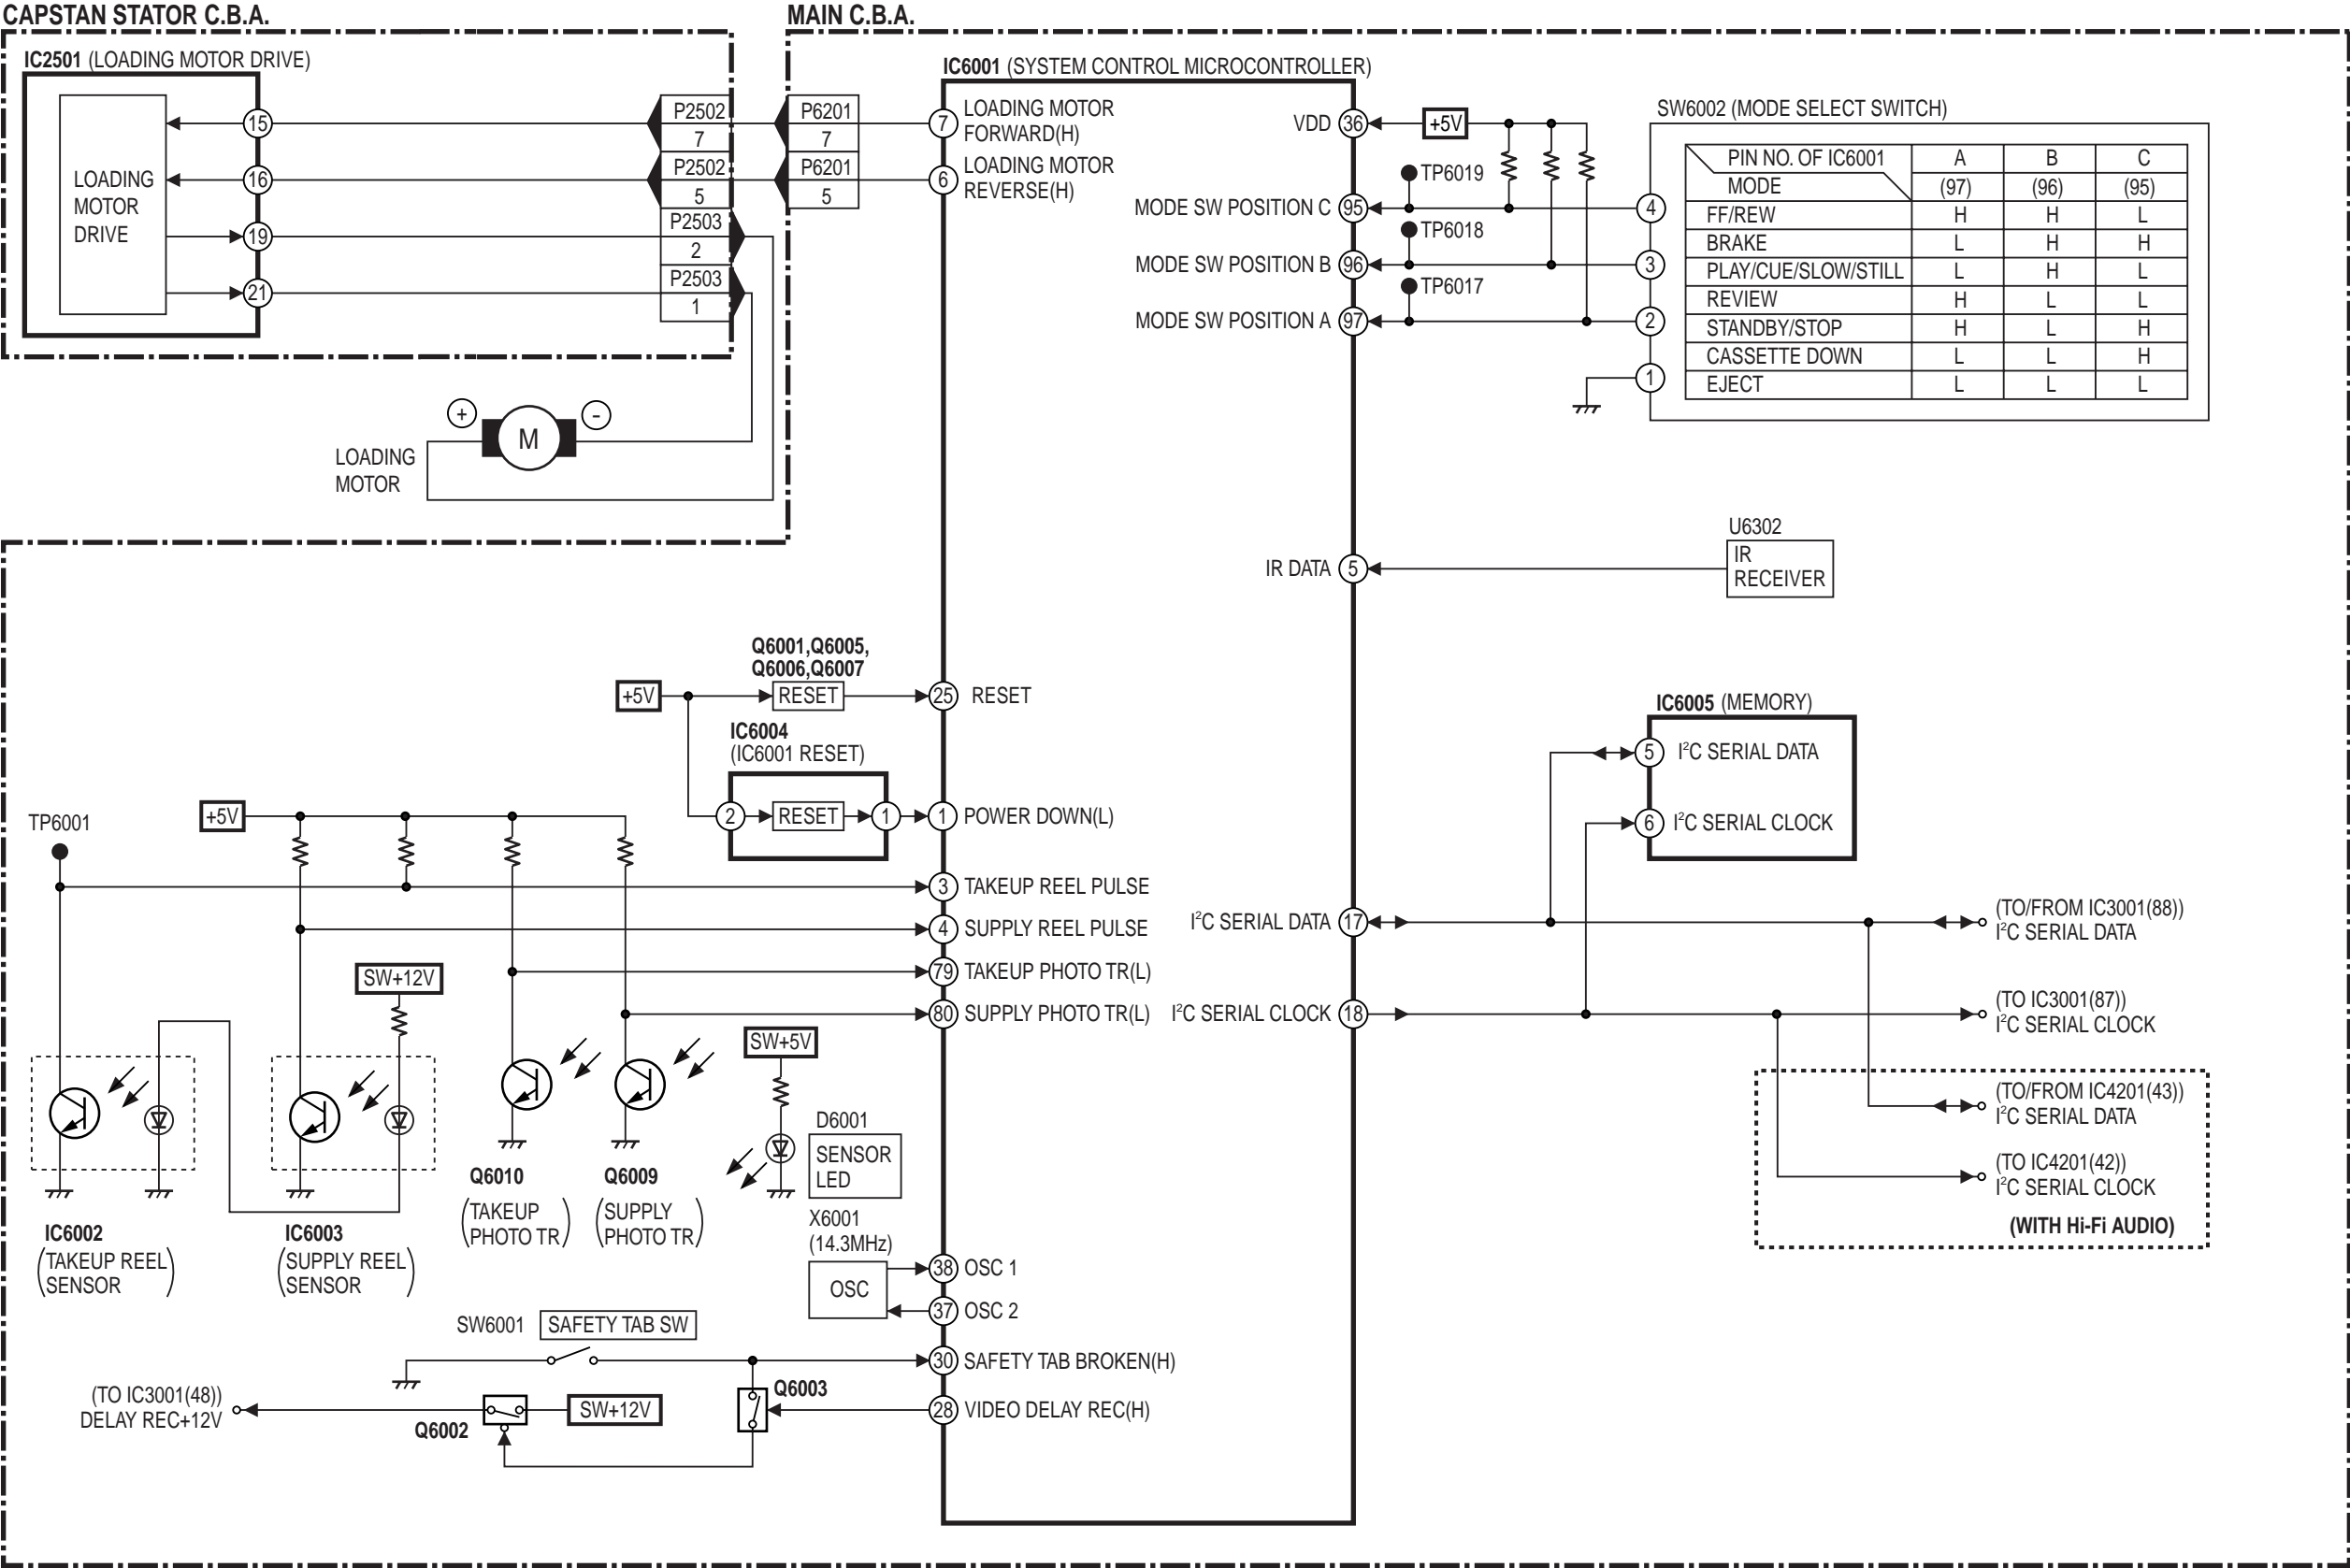 CAPSTAN STATOR C.B.A.
MAIN C.B.A.
IC2501 (LOADING MOTOR DRIVE)
LOADING
MOTOR
DRIVE
15
16
19
21
P2502
7
P2502
5
P2503
2
P2503
1
P6201
7
P6201
5
+
M
-
LOADING
MOTOR
IC6001 (SYSTEM CONTROL MICROCONTROLLER)
7
LOADING MOTOR
FORWARD(H)
6
LOADING MOTOR
REVERSE(H)
VDD 36
+5V
MODE SW POSITION C 95
TP6019
MODE SW POSITION B 96
TP6018
MODE SW POSITION A 97
TP6017
SW6002 (MODE SELECT SWITCH)
4
3
2
1
PIN NO. OF IC6001 A B C
MODE (97) (96) (95)
FF/REW H H L
BRAKE L H H
PLAY/CUE/SLOW/STILL L H L
REVIEW H L L
STANDBY/STOP H L H
CASSETTE DOWN L L H
EJECT L L L
IR DATA 5
U6302
IR
RECEIVER
Q6001,Q6005,
Q6006,Q6007
+5V
RESET
25 RESET
IC6004
(IC6001 RESET)
2 RESET 1
1 POWER DOWN(L)
TP6001
+5V
3 TAKEUP REEL PULSE
4 SUPPLY REEL PULSE
79 TAKEUP PHOTO TR(L)
80 SUPPLY PHOTO TR(L)
SW+12V
SW+5V
D6001
SENSOR
LED
IC6002
(TAKEUP REEL
SENSOR)
IC6003
(SUPPLY REEL
SENSOR)
Q6010
(TAKEUP
PHOTO TR)
Q6009
(SUPPLY
PHOTO TR)
X6001
(14.3MHz)
OSC
38 OSC 1
37 OSC 2
SW6001 SAFETY TAB SW
30 SAFETY TAB BROKEN(H)
(TO IC3001(48))
DELAY REC+12V
Q6002
SW+12V
Q6003
28 VIDEO DELAY REC(H)
IC6005 (MEMORY)
5 I²C SERIAL DATA
6 I²C SERIAL CLOCK
I²C SERIAL DATA 17
I²C SERIAL CLOCK 18
(TO/FROM IC3001(88))
I²C SERIAL DATA
(TO IC3001(87))
I²C SERIAL CLOCK
(TO/FROM IC4201(43))
I²C SERIAL DATA
(TO IC4201(42))
I²C SERIAL CLOCK
(WITH Hi-Fi AUDIO)